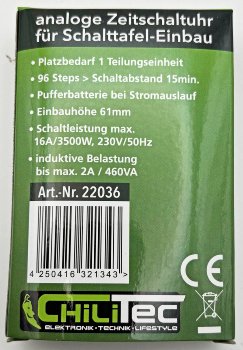 analoge Zeitschaltuhr
für Schalttafel-Einbau
• Platzbedarf 1 Teilungseinheit
• 96 Steps > Schaltabstand 15min.
• Pufferbatterie bei Stromauslauf
• Einbauhöhe 61mm
• Schaltleistung max.
16A/3500W, 230V/50Hz
• induktive Belastung
bis max. 2A / 460VA
Art.-Nr. 22036
4 250416 321343 >
CE
CHILITEC
ELEKTRONIK - TECHNIK - LIFESTYLE